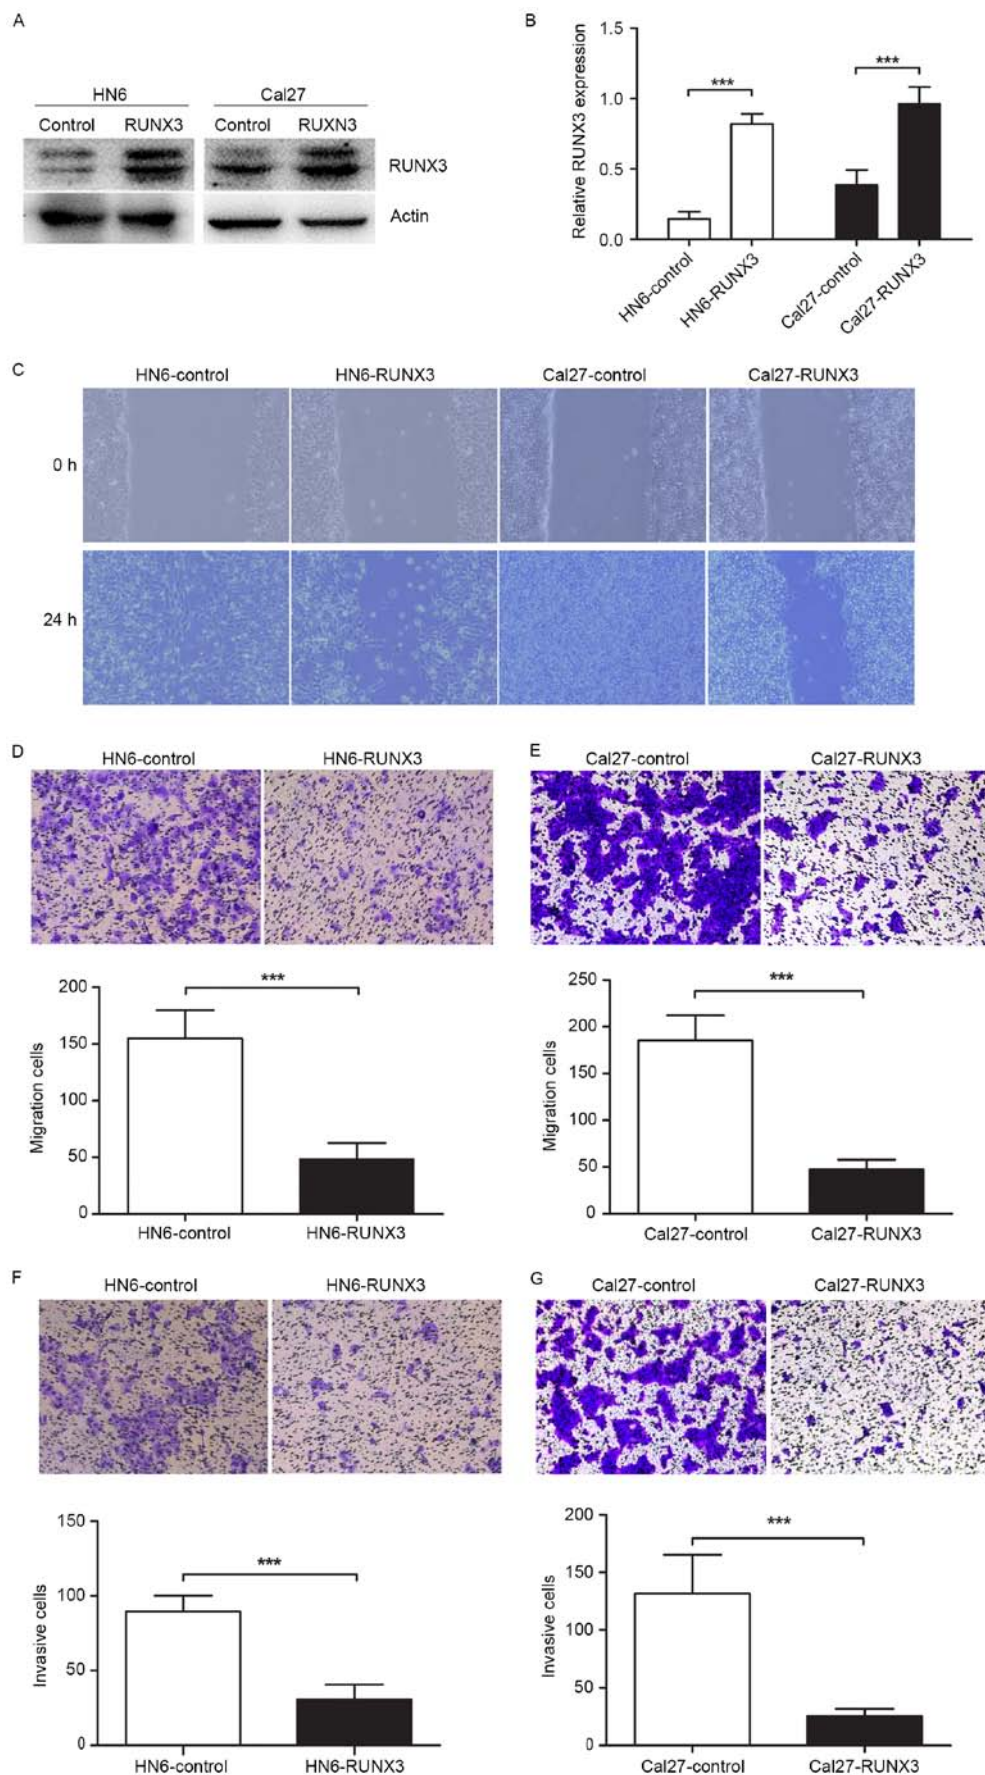 A
HN6 Cal27
Control RUNX3 Control RUXN3
RUNX3
Actin
B
Relative RUNX3 expression
1.5
1.0
0.5
0.0
*** ***
HN6-control HN6-RUNX3 Cal27-control Cal27-RUNX3
C
HN6-control HN6-RUNX3 Cal27-control Cal27-RUNX3
0 h
24 h
D
HN6-control HN6-RUNX3
Migration cells
200
150
100
50
0
***
HN6-control HN6-RUNX3
E
Cal27-control Cal27-RUNX3
Migration cells
250
200
150
100
50
0
***
Cal27-control Cal27-RUNX3
F
HN6-control HN6-RUNX3
Invasive cells
150
100
50
0
***
HN6-control HN6-RUNX3
G
Cal27-control Cal27-RUNX3
Invasive cells
200
150
100
50
0
***
Cal27-control Cal27-RUNX3